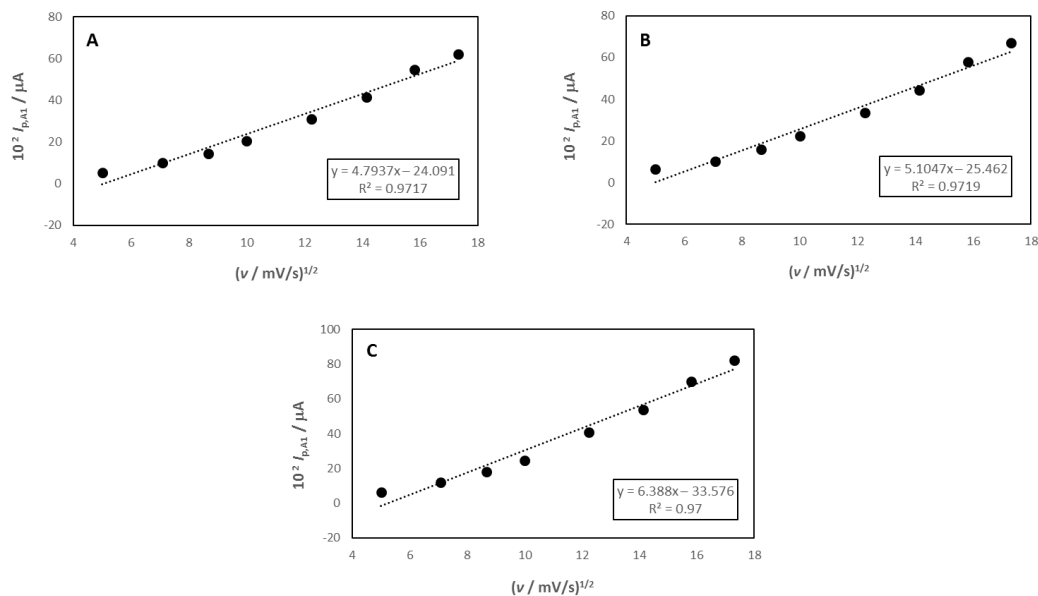 A
10² Iₚ,A1 / µA
80
60
40
20
0
-20
4 6 8 10 12 14 16 18
y = 4.7937x – 24.091
R² = 0.9717
(v / mV/s)¹/²
B
10² Iₚ,A1 / µA
80
60
40
20
0
-20
4 6 8 10 12 14 16 18
y = 5.1047x – 25.462
R² = 0.9719
(v / mV/s)¹/²
C
10² Iₚ,A1 / µA
100
80
60
40
20
0
-20
4 6 8 10 12 14 16 18
y = 6.388x – 33.576
R² = 0.97
(v / mV/s)¹/²